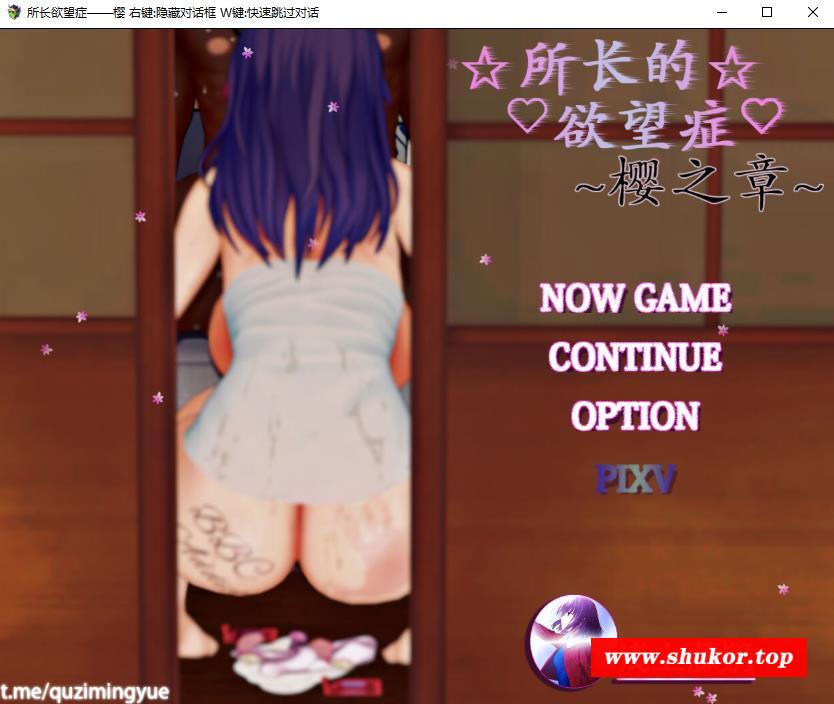 所长欲望症——樱 右键:隐藏对话框 W键:快速跳过对话
☆所长的☆
♡欲望症♡
~樱之章~
NOW GAME
CONTINUE
OPTION
PIXV
BBC
www.shukor.top
t.me/quzimingyue